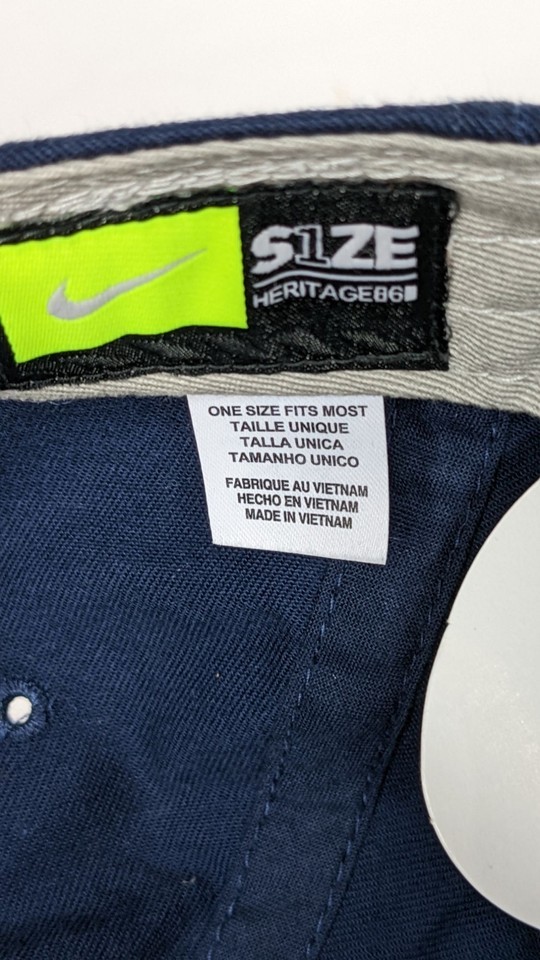 S1ZE
HERITAGE86
ONE SIZE FITS MOST
TAILLE UNIQUE
TALLA UNICA
TAMANHO UNICO
FABRIQUE AU VIETNAM
HECHO EN VIETNAM
MADE IN VIETNAM